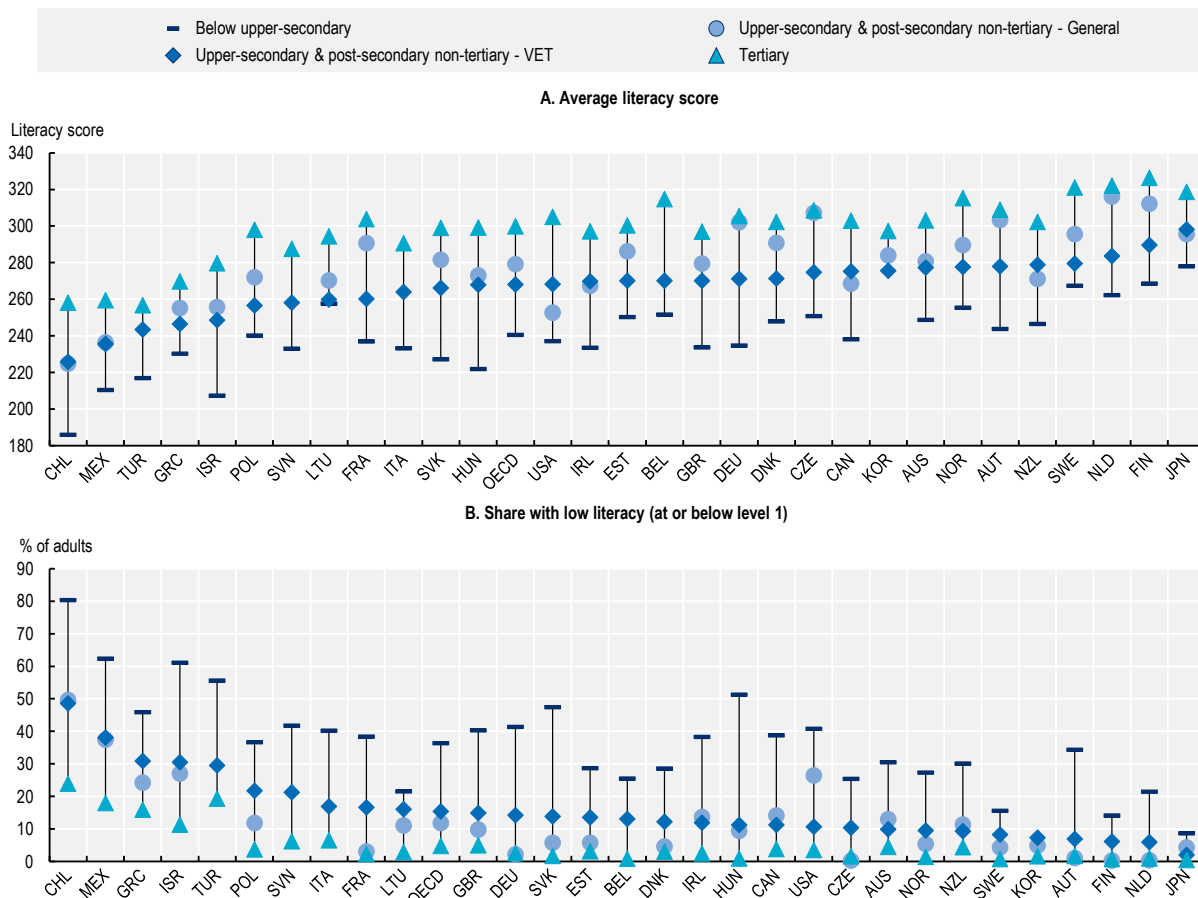 Below upper-secondary
Upper-secondary & post-secondary non-tertiary - General
Upper-secondary & post-secondary non-tertiary - VET
Tertiary
A. Average literacy score
Literacy score
340
320
300
280
260
240
220
200
180
CHL MEX TUR GRC ISR POL SVN LTU FRA ITA SVK HUN OECD USA IRL EST BEL GBR DEU DNK CZE CAN KOR AUS NOR AUT NZL SWE NLD FIN JPN
B. Share with low literacy (at or below level 1)
% of adults
90
80
70
60
50
40
30
20
10
0
CHL MEX GRC ISR TUR POL SVN ITA FRA LTU OECD GBR DEU SVK EST BEL DNK IRL HUN CAN USA CZE AUS NOR NZL SWE KOR AUT FIN NLD JPN